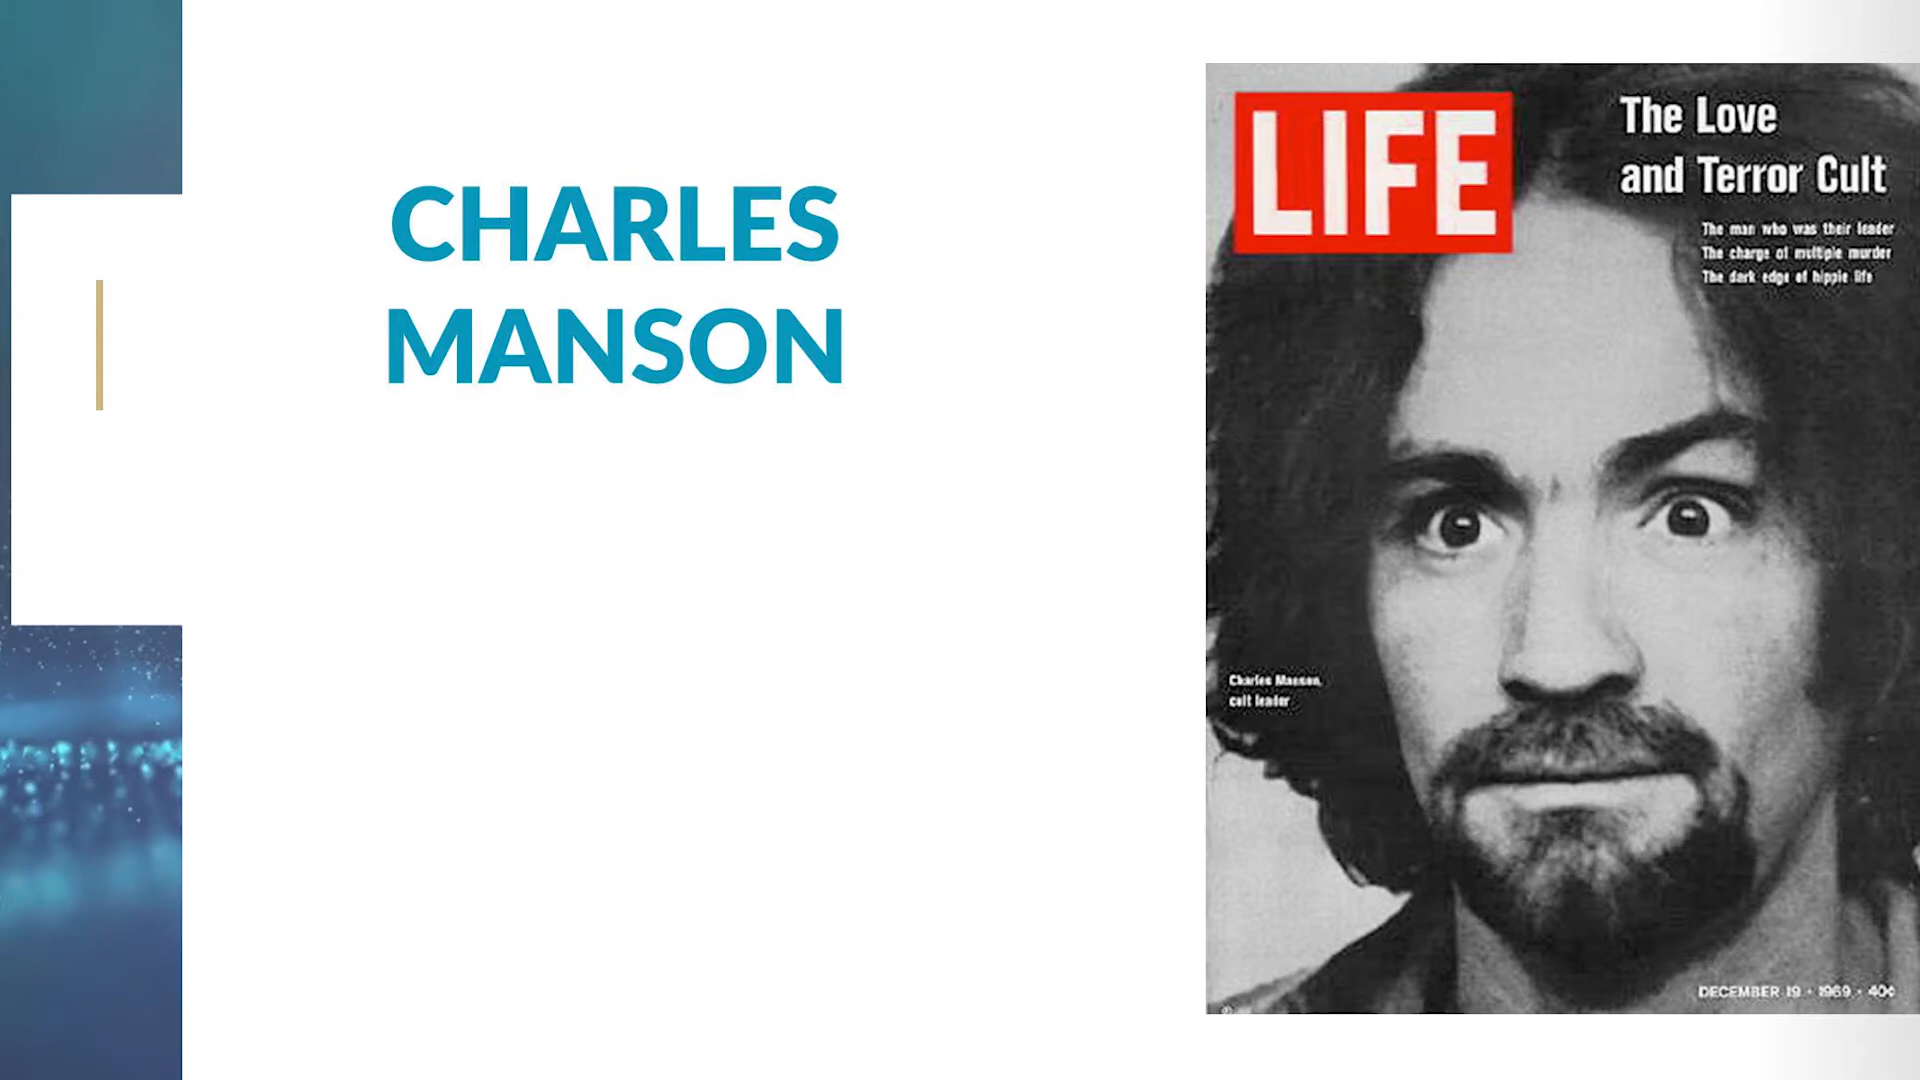 CHARLES
MANSON
LIFE
The Love
and Terror Cult
The man who was their leader
The charge of multiple murder
The dark edge of hippie life
Charles Manson,
cult leader
DECEMBER 19 · 1969 · 40¢